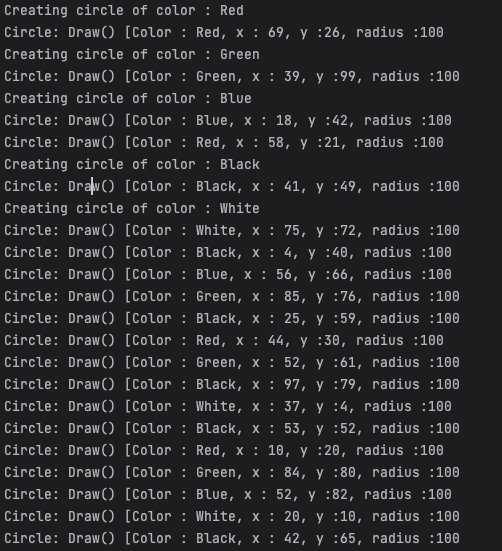 Creating circle of color : Red
Circle: Draw() [Color : Red, x : 69, y :26, radius :100
Creating circle of color : Green
Circle: Draw() [Color : Green, x : 39, y :99, radius :100
Creating circle of color : Blue
Circle: Draw() [Color : Blue, x : 18, y :42, radius :100
Circle: Draw() [Color : Red, x : 58, y :21, radius :100
Creating circle of color : Black
Circle: Draw() [Color : Black, x : 41, y :49, radius :100
Creating circle of color : White
Circle: Draw() [Color : White, x : 75, y :72, radius :100
Circle: Draw() [Color : Black, x : 4, y :40, radius :100
Circle: Draw() [Color : Blue, x : 56, y :66, radius :100
Circle: Draw() [Color : Green, x : 85, y :76, radius :100
Circle: Draw() [Color : Black, x : 25, y :59, radius :100
Circle: Draw() [Color : Red, x : 44, y :30, radius :100
Circle: Draw() [Color : Green, x : 52, y :61, radius :100
Circle: Draw() [Color : Black, x : 97, y :79, radius :100
Circle: Draw() [Color : White, x : 37, y :4, radius :100
Circle: Draw() [Color : Black, x : 53, y :52, radius :100
Circle: Draw() [Color : Red, x : 10, y :20, radius :100
Circle: Draw() [Color : Green, x : 84, y :80, radius :100
Circle: Draw() [Color : Blue, x : 52, y :82, radius :100
Circle: Draw() [Color : White, x : 20, y :10, radius :100
Circle: Draw() [Color : Black, x : 42, y :65, radius :100